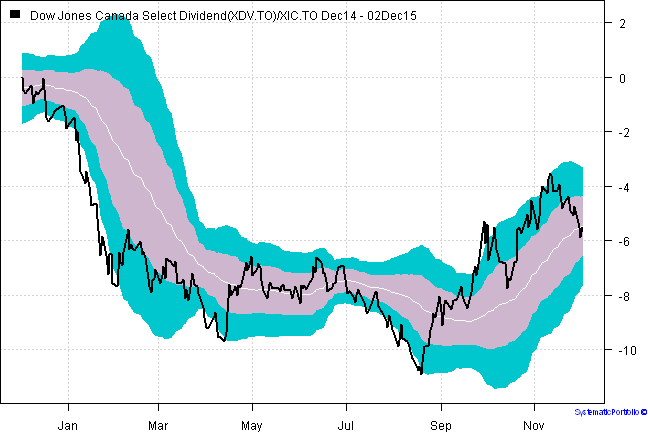 Dow Jones Canada Select Dividend(XDV.TO)/XIC.TO Dec14 - 02Dec15
2
0
-2
-4
-6
-8
-10
Jan Mar May Jul Sep Nov
SystematicPortfolio ©